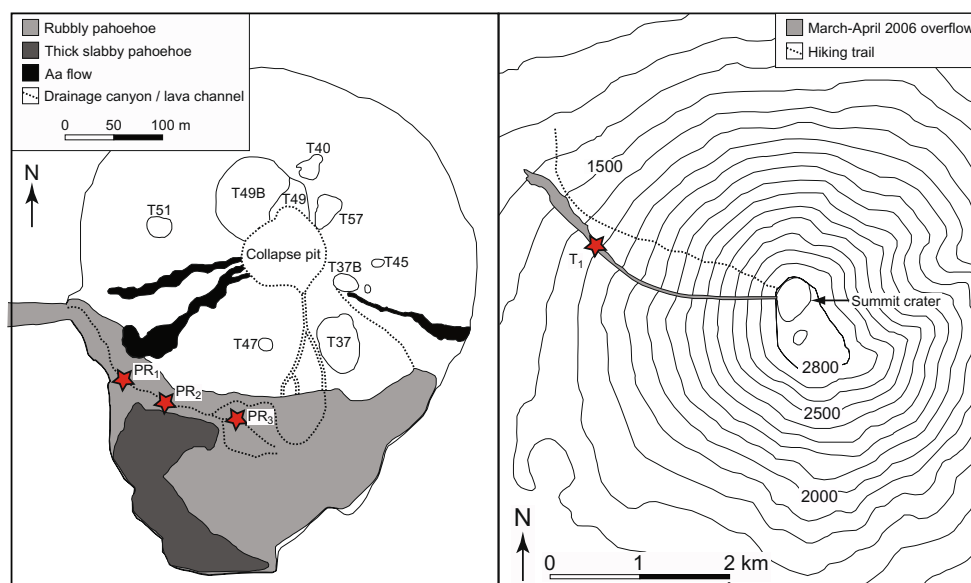 Rubbly pahoehoe
Thick slabby pahoehoe
Aa flow
Drainage canyon / lava channel
0 50 100 m
N
T40
T49B
T49
T57
T51
Collapse pit
T37B
T45
T47
T37
PR1
PR2
PR3
March-April 2006 overflow
Hiking trail
1500
T1
Summit crater
2800
2500
2000
N
0 1 2 km